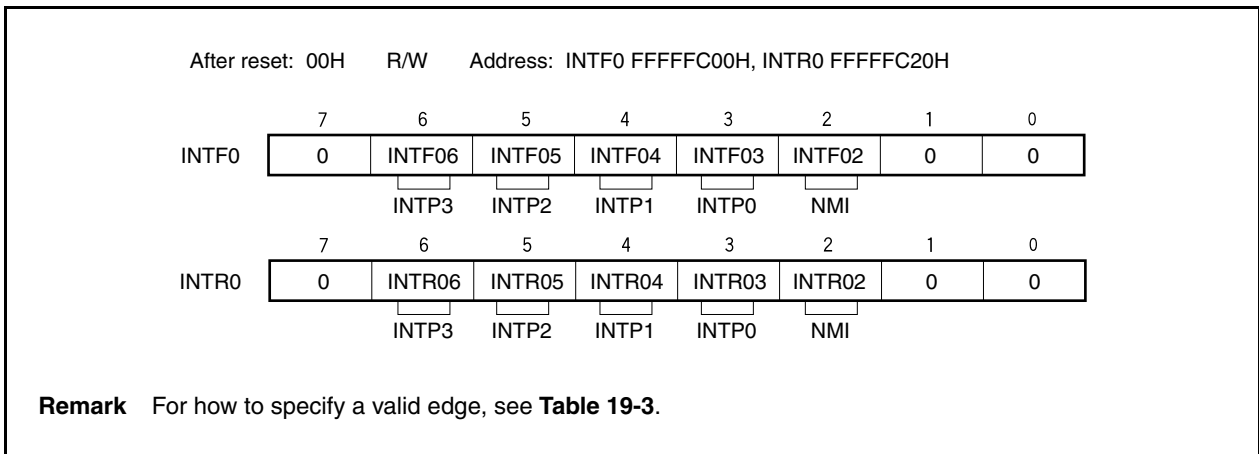 After reset: 00H R/W Address: INTF0 FFFFFC00H, INTR0 FFFFFC20H
7 6 5 4 3 2 1 0
INTF0 0 INTF06 INTF05 INTF04 INTF03 INTF02 0 0
INTP3 INTP2 INTP1 INTP0 NMI
7 6 5 4 3 2 1 0
INTR0 0 INTR06 INTR05 INTR04 INTR03 INTR02 0 0
INTP3 INTP2 INTP1 INTP0 NMI
Remark For how to specify a valid edge, see Table 19-3.